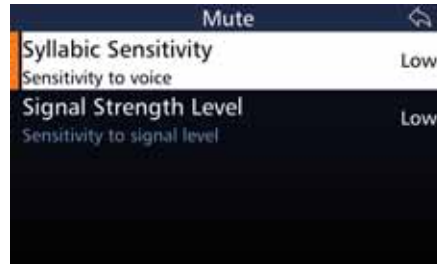 Mute
Syllabic Sensitivity
Low
Sensitivity to voice
Signal Strength Level
Low
Sensitivity to signal level